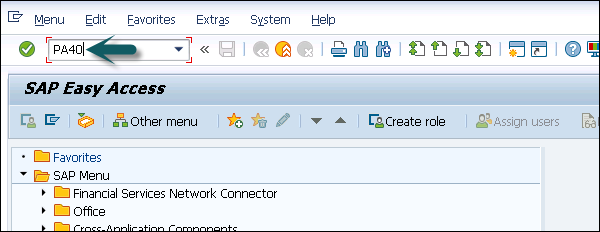 Menu Edit Favorites Extras System Help
PA40
SAP Easy Access
Other menu Create role Assign users
Favorites
SAP Menu
Financial Services Network Connector
Office
Cross-Application Components